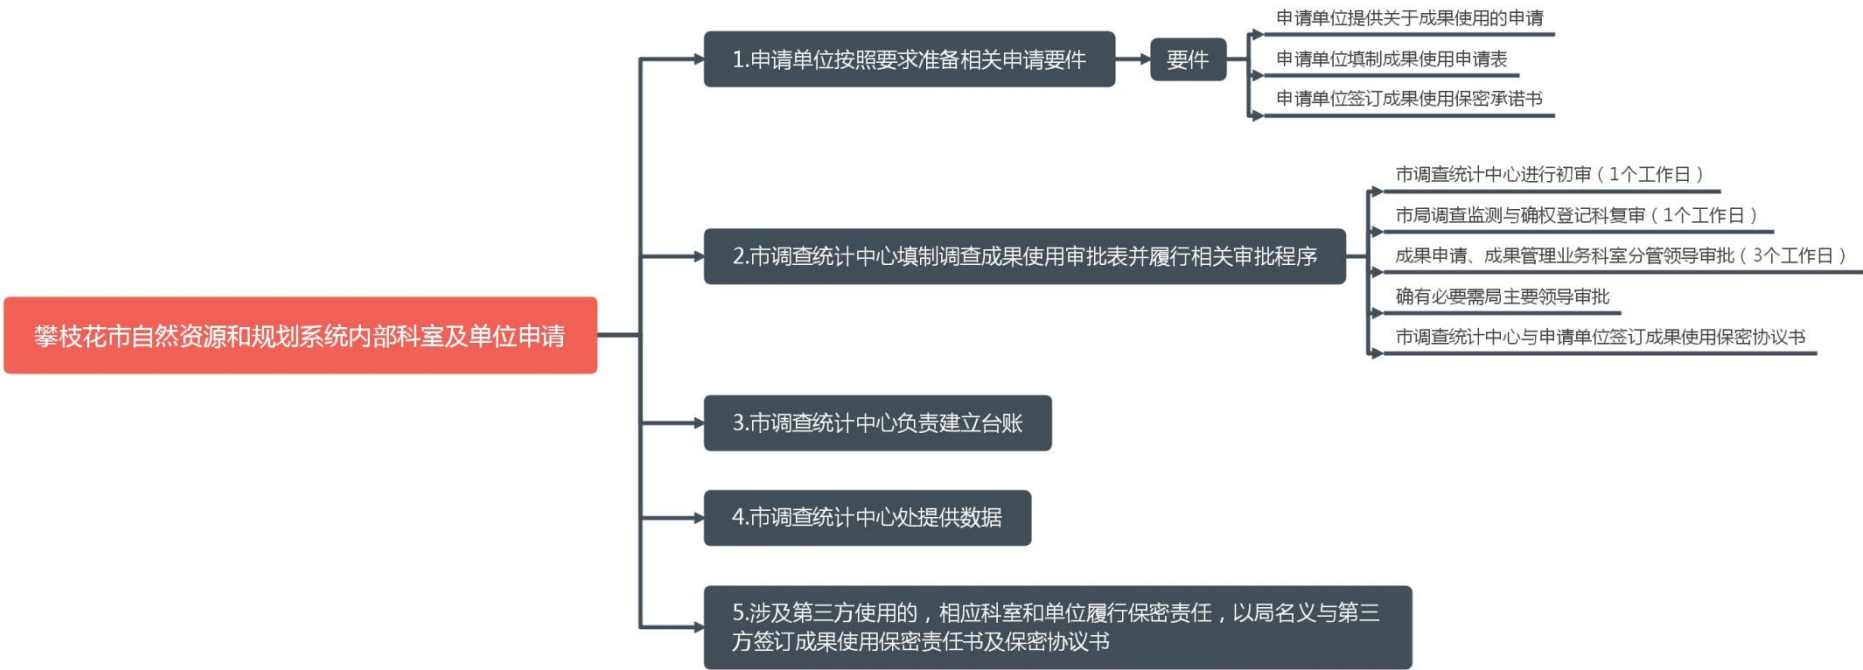 攀枝花市自然资源和规划系统内部科室及单位申请
1.申请单位按照要求准备相关申请要件
要件
申请单位提供关于成果使用的申请
申请单位填制成果使用申请表
申请单位签订成果使用保密承诺书
2.市调查统计中心填制调查成果使用审批表并履行相关审批程序
市调查统计中心进行初审（1个工作日）
市局调查监测与确权登记科复审（1个工作日）
成果申请、成果管理业务科室分管领导审批（3个工作日）
确有必要需局主要领导审批
市调查统计中心与申请单位签订成果使用保密协议书
3.市调查统计中心负责建立台账
4.市调查统计中心处提供数据
5.涉及第三方使用的，相应科室和单位履行保密责任，以局名义与第三
方签订成果使用保密责任书及保密协议书